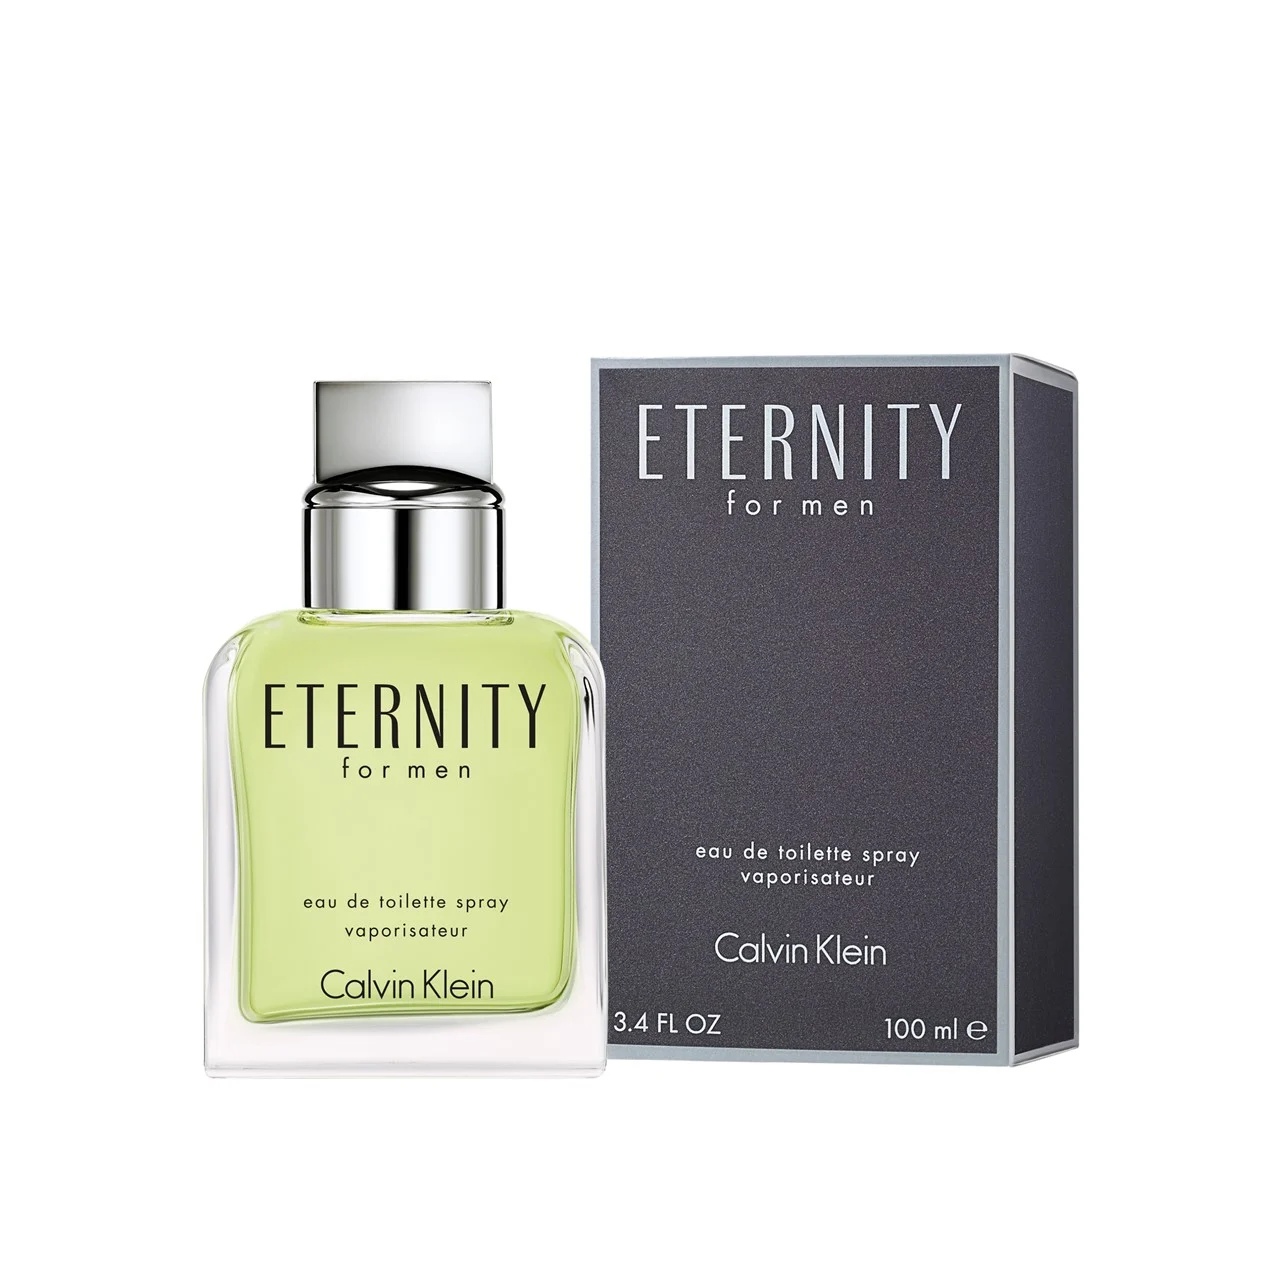 ETERNITY
for men
eau de toilette spray
vaporisateur
Calvin Klein
ETERNITY
for men
eau de toilette spray
vaporisateur
Calvin Klein
3.4 FL OZ
100 ml ℮